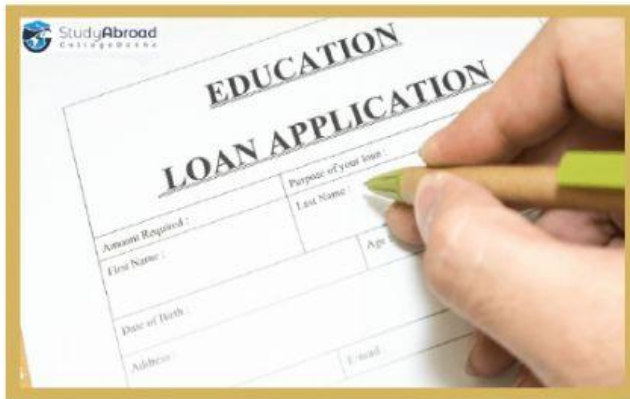 StudyAbroad
CollegeDekho
EDUCATION
LOAN APPLICATION
Amount Required :
Purpose of your loan :
First Name :
Last Name :
Date of Birth :
Age
Address
E-mail